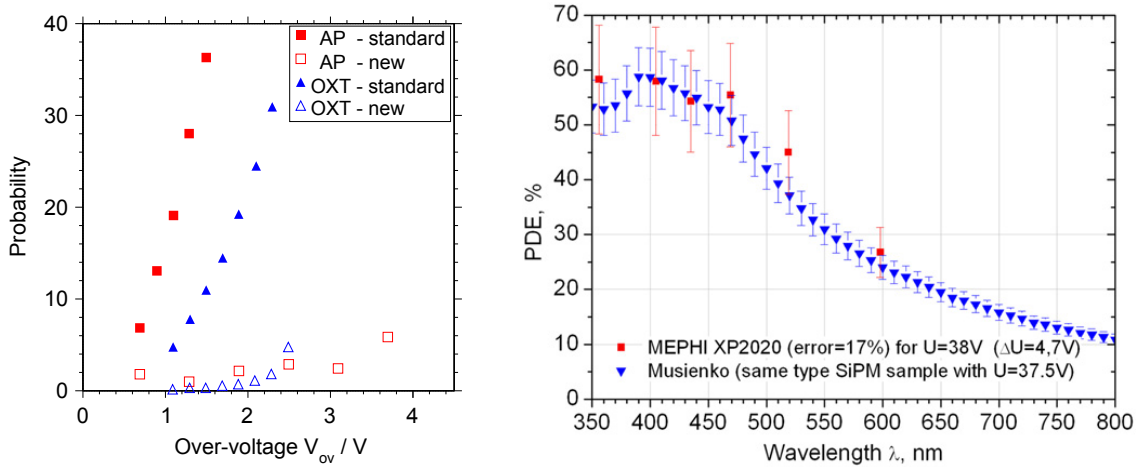 40
30
20
10
0
0
2
4
Probability
Over-voltage V_ov / V
AP - standard
AP - new
OXT - standard
OXT - new
70
60
50
40
30
20
10
0
350 400 450 500 550 600 650 700 750 800
PDE, %
Wavelength λ, nm
MEPHI XP2020 (error=17%) for U=38V (ΔU=4,7V)
Musienko (same type SiPM sample with U=37.5V)